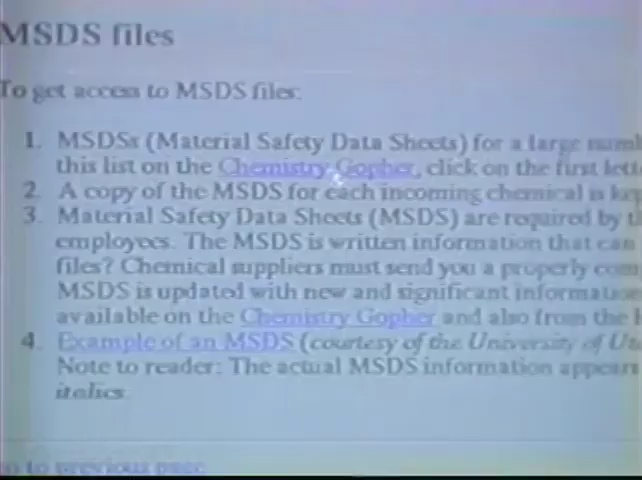 MSDS files
To get access to MSDS files:
1. MSDSs (Material Safety Data Sheets) for a large
this list on the Chemistry Gopher, click on the first
2. A copy of the MSDS for each incoming chemical is
3. Material Safety Data Sheets (MSDS) are required by
employees. The MSDS is written information that can
files? Chemical suppliers must send you a properly
MSDS is updated with new and significant information
available on the Chemistry Gopher and also from the
4. Example of an MSDS (courtesy of the University of
Note to reader: The actual MSDS information appears
italics.
go to previous page